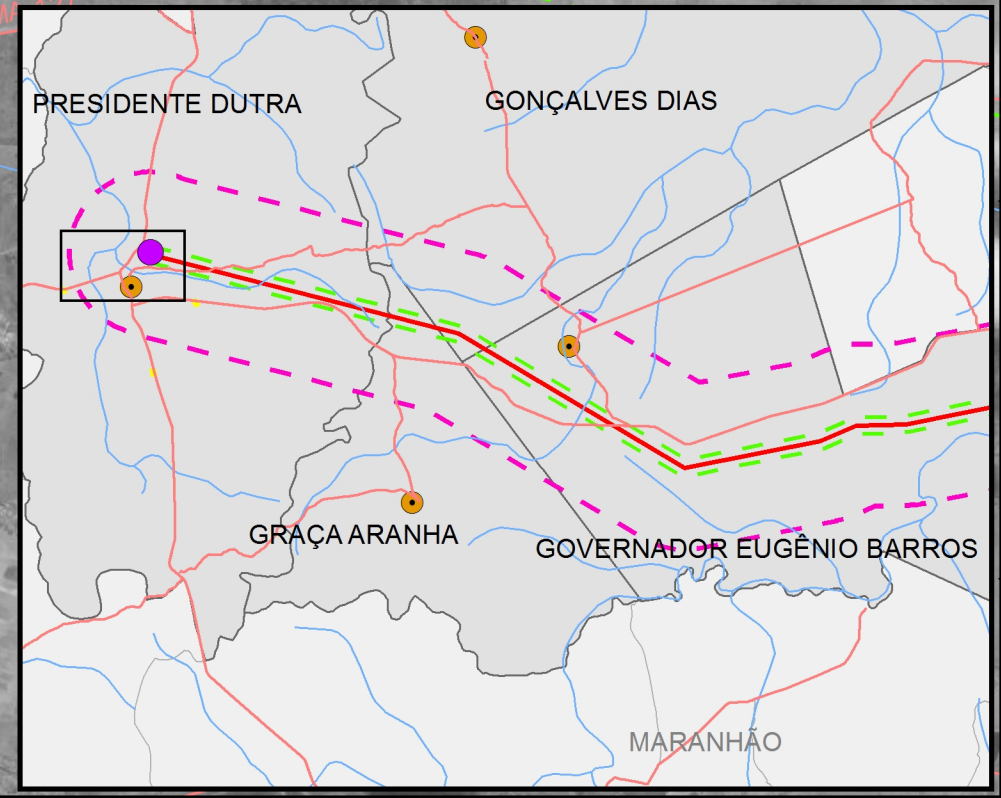 PRESIDENTE DUTRA
GONÇALVES DIAS
GRAÇA ARANHA
GOVERNADOR EUGÊNIO BARROS
MARANHÃO